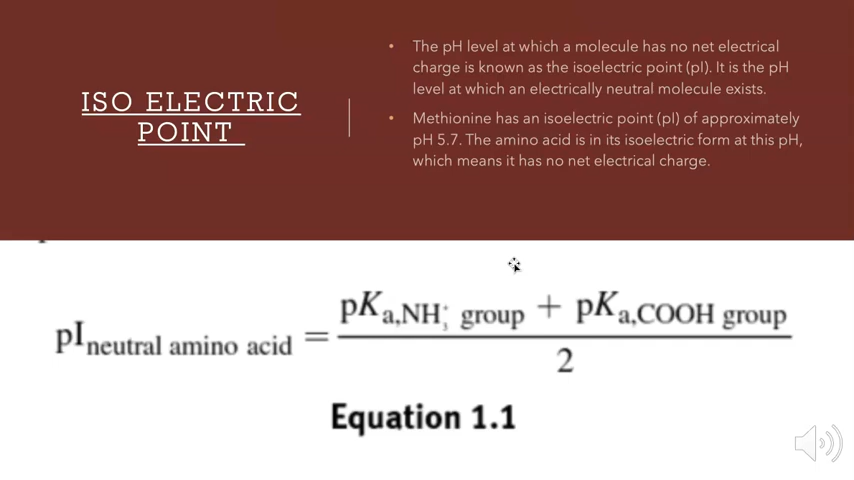 ISO ELECTRIC
POINT
• The pH level at which a molecule has no net electrical
charge is known as the isoelectric point (pI). It is the pH
level at which an electrically neutral molecule exists.
• Methionine has an isoelectric point (pI) of approximately
pH 5.7. The amino acid is in its isoelectric form at this pH,
which means it has no net electrical charge.
pI neutral amino acid = (pKa,NH₃⁺ group + pKa,COOH group) / 2
Equation 1.1